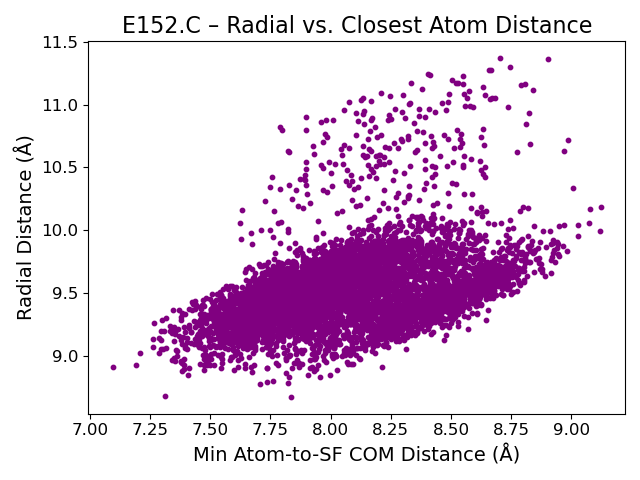 E152.C – Radial vs. Closest Atom Distance
Radial Distance (Å)
11.5
11.0
10.5
10.0
9.5
9.0
7.00 7.25 7.50 7.75 8.00 8.25 8.50 8.75 9.00
Min Atom-to-SF COM Distance (Å)